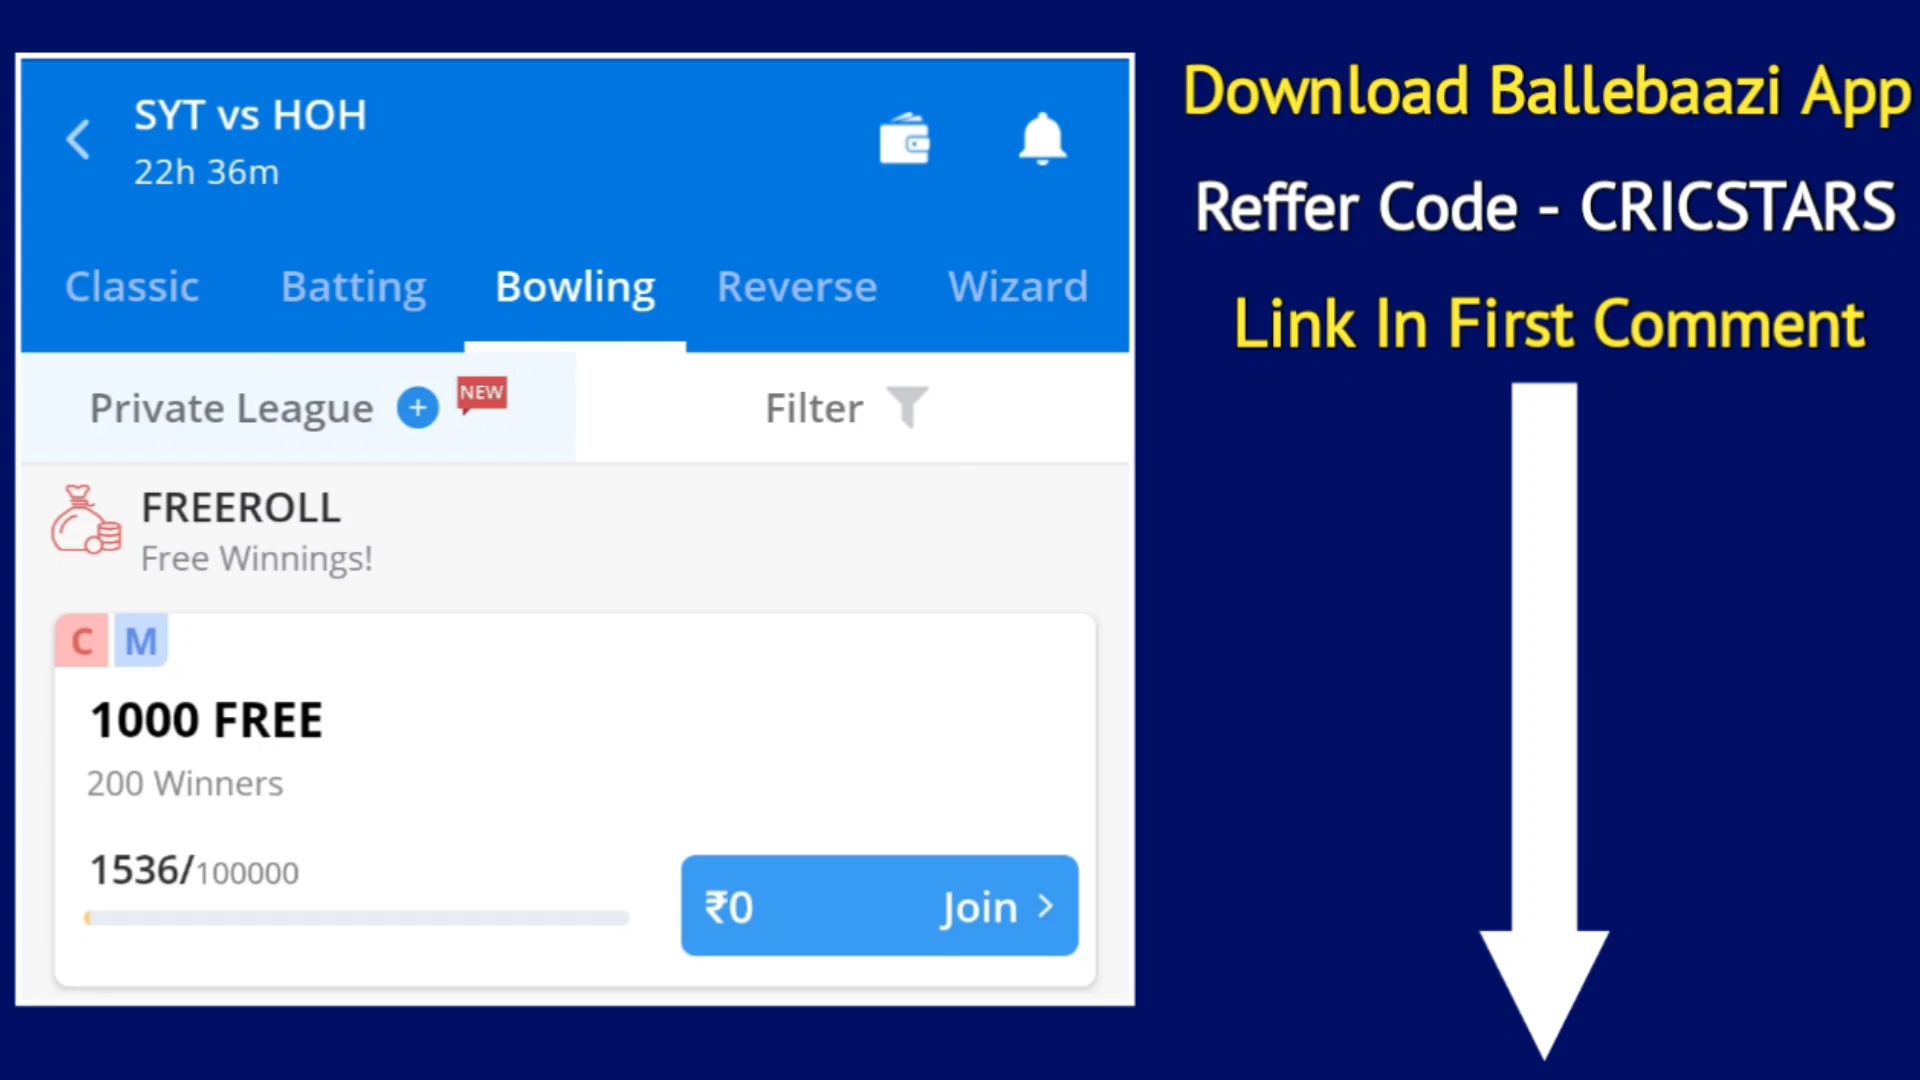 SYT vs HOH
22h 36m
Classic Batting Bowling Reverse Wizard
Private League + NEW
Filter
FREEROLL
Free Winnings!
C M
1000 FREE
200 Winners
1536/100000
₹0 Join >
Download Ballebaazi App
Reffer Code - CRICSTARS
Link In First Comment